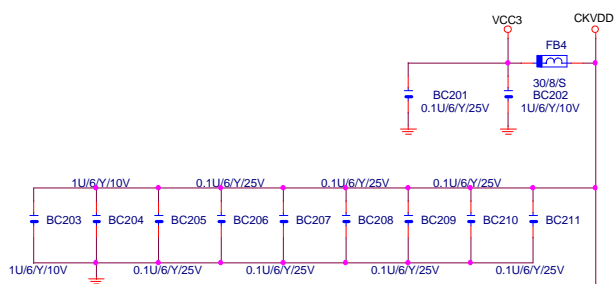 VCC3 CKVDD
FB4
30/8/S
BC201 BC202
0.1U/6/Y/25V 1U/6/Y/10V
1U/6/Y/10V 0.1U/6/Y/25V 0.1U/6/Y/25V 0.1U/6/Y/25V
BC203 BC204 BC205 BC206 BC207 BC208 BC209 BC210 BC211
1U/6/Y/10V 0.1U/6/Y/25V 0.1U/6/Y/25V 0.1U/6/Y/25V 0.1U/6/Y/25V